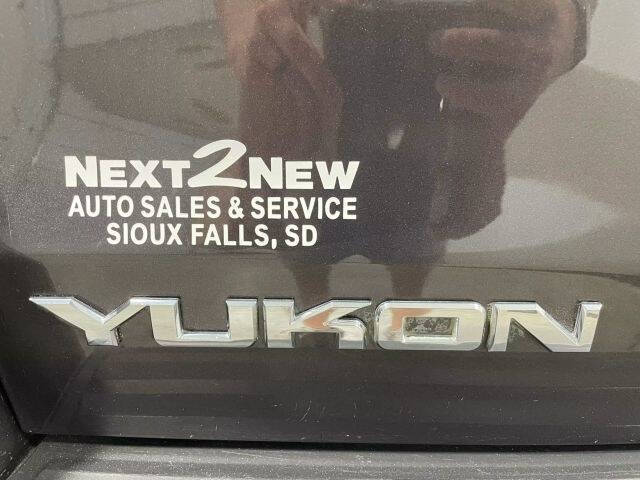 NEXT2NEW
AUTO SALES & SERVICE
SIOUX FALLS, SD
YUKON